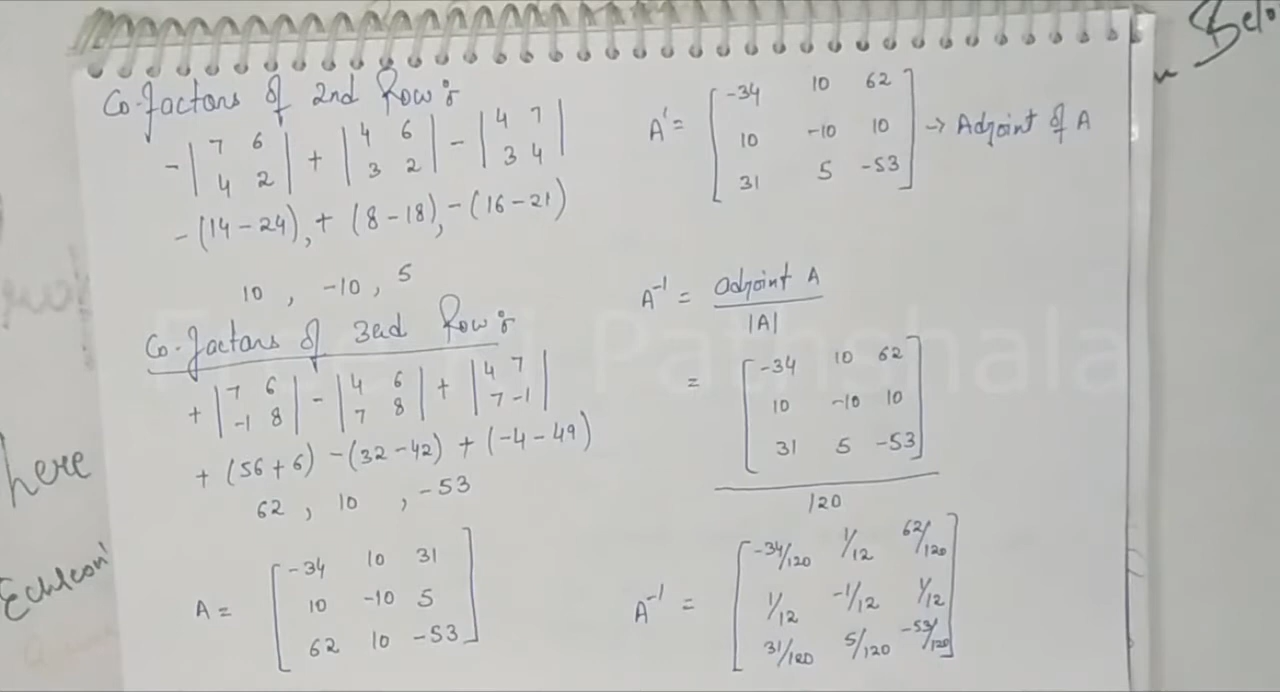 Co-factors of 2nd Row :
- | 7 6 | + | 4 6 | - | 4 7 |
| 4 2 | | 3 2 | | 3 4 |
- (14 - 24), + (8 - 18), - (16 - 21)
10 , -10 , 5
Co-factors of 3rd Row :
+ | 7 6 | - | 4 6 | + | 4 7 |
| -1 8 | | 7 8 | | 7 -1 |
+ (56 + 6) - (32 - 42) + (-4 - 49)
62 , 10 , -53
A = [ -34 10 31
10 -10 5
62 10 -53 ]
A' = [ -34 10 62
10 -10 10
31 5 -53 ] → Adjoint of A
A⁻¹ = adjoint A
|A|
= [ -34 10 62
10 -10 10
31 5 -53 ]
120
A⁻¹ = [ -34/120 1/12 62/120
1/12 -1/12 1/12
31/120 5/120 -53/120 ]
here
Pathshala